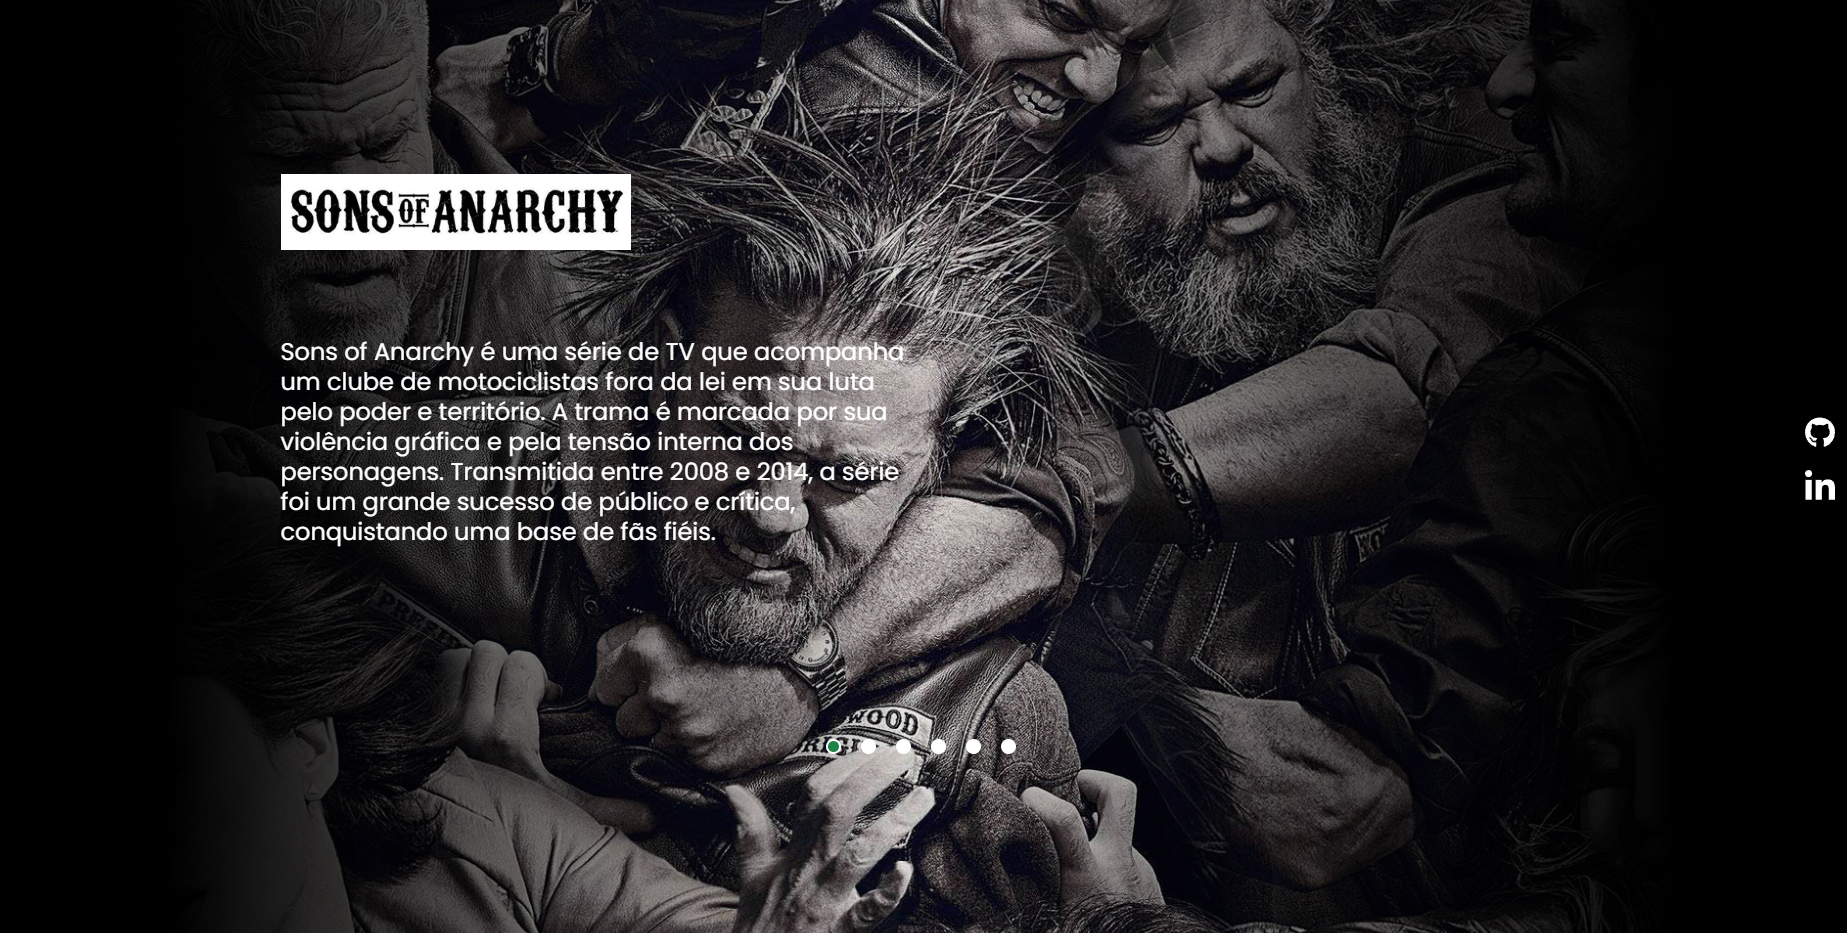 SONS OF ANARCHY
Sons of Anarchy é uma série de TV que acompanha
um clube de motociclistas fora da lei em sua luta
pelo poder e território. A trama é marcada por sua
violência gráfica e pela tensão interna dos
personagens. Transmitida entre 2008 e 2014, a série
foi um grande sucesso de público e crítica,
conquistando uma base de fãs fiéis.
in
WOOD